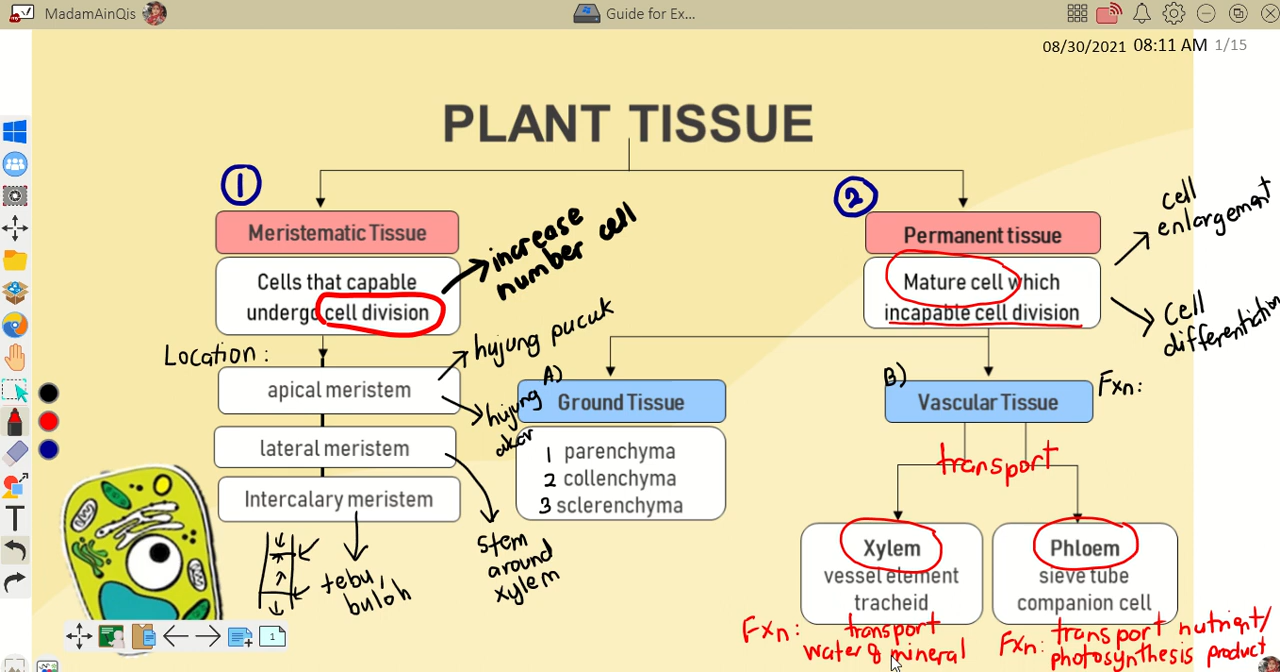 MadamAinQis
Guide for Ex...
08/30/2021 08:11 AM 1/15
PLANT TISSUE
1
2
Meristematic Tissue
Cells that capable
undergo cell division
increase
number cell
Permanent tissue
Mature cell which
incapable cell division
cell
enlargement
Cell
differentiation
Location:
apical meristem
hujung pucuk
hujung
akar
lateral meristem
stem
around
xylem
Intercalary meristem
tebu,
buloh
A)
Ground Tissue
1 parenchyma
2 collenchyma
3 sclerenchyma
B)
Vascular Tissue
Fxn:
transport
Xylem
vessel element
tracheid
Fxn: transport
water & mineral
Phloem
sieve tube
companion cell
Fxn: transport nutrient/
photosynthesis product
T
1